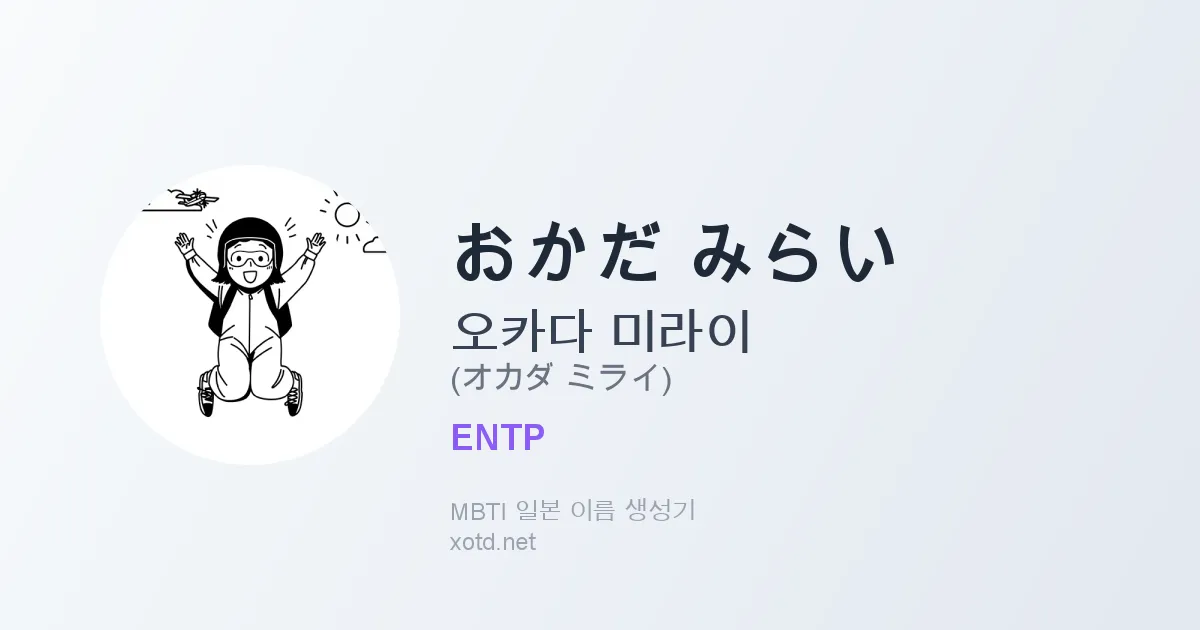 おかだ みらい
오카다 미라이
(オカダ ミライ)
ENTP
MBTI 일본 이름 생성기
xotd.net